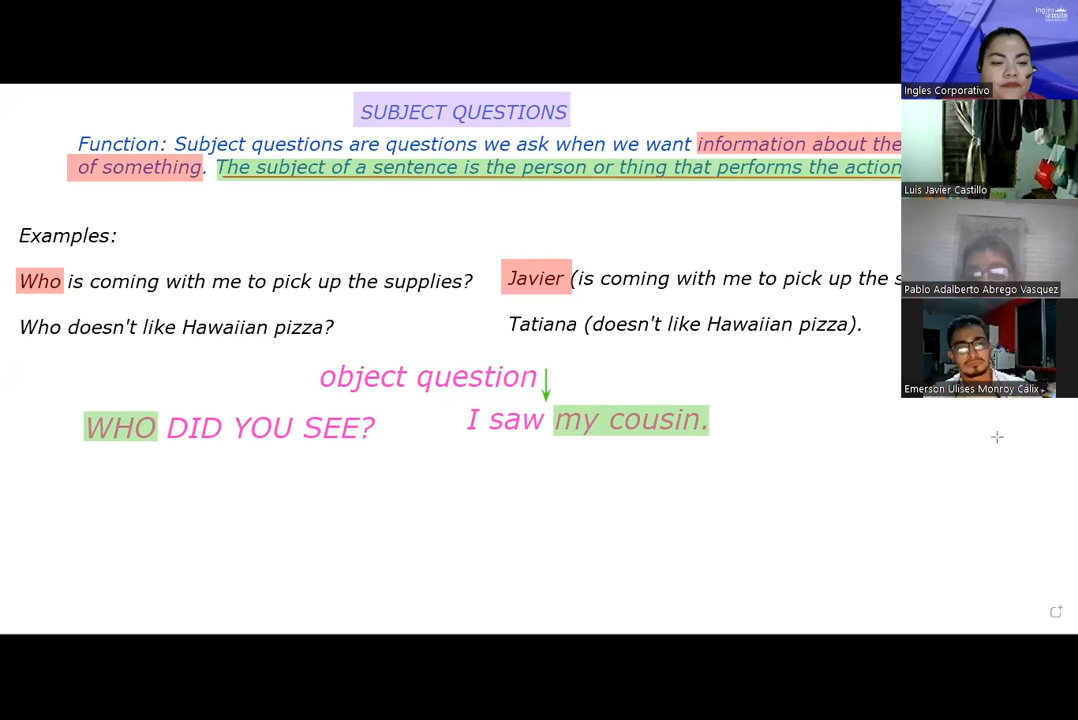 SUBJECT QUESTIONS
Function: Subject questions are questions we ask when we want information about the
of something. The subject of a sentence is the person or thing that performs the action
Examples:
Who is coming with me to pick up the supplies?
Javier (is coming with me to pick up the s
Who doesn't like Hawaiian pizza?
Tatiana (doesn't like Hawaiian pizza).
object question
WHO DID YOU SEE?
I saw my cousin.
Ingles Corporativo
Luis Javier Castillo
Pablo Adalberto Abrego Vasquez
Emerson Ulises Monroy Cálix